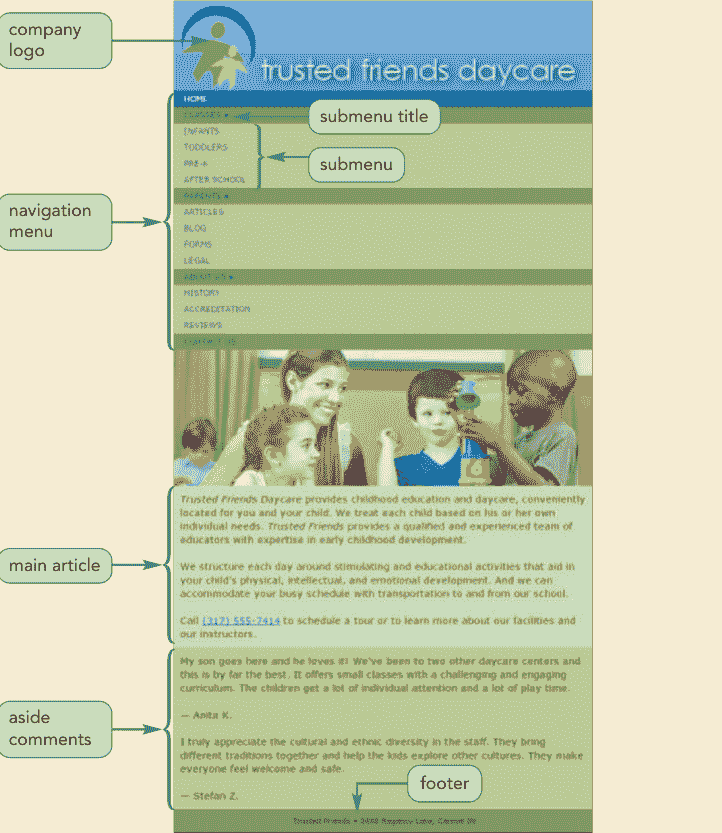 company
logo
trusted friends daycare
HOME
CLASSES
submenu title
INFANTS
TODDLERS
submenu
PRE-K
AFTER SCHOOL
PARENTS
navigation
menu
ARTICLES
BLOG
FORMS
LEGAL
ABOUT US
HISTORY
ACCREDITATION
REVIEWS
CONTACT US
main article
Trusted Friends Daycare provides childhood education and daycare, conveniently
located for you and your child. We treat each child based on his or her own
individual needs. Trusted Friends provides a qualified and experienced team of
educators with expertise in early childhood development.
We structure each day around stimulating and educational activities that aid in
your child's physical, intellectual, and emotional development. And we can
accommodate your busy schedule with transportation to and from our school.
Call (317) 555-7414 to schedule a tour or to learn more about our facilities and
our instructors.
aside
comments
My son goes here and he loves it! We've been to two other daycare centers and
this is by far the best. It offers small classes with a challenging and engaging
curriculum. The children get a lot of individual attention and a lot of play time.
— Anita K.
I truly appreciate the cultural and ethnic diversity in the staff. They bring
different traditions together and help the kids explore other cultures. They make
everyone feel welcome and safe.
— Stefan Z.
footer
Trusted Friends